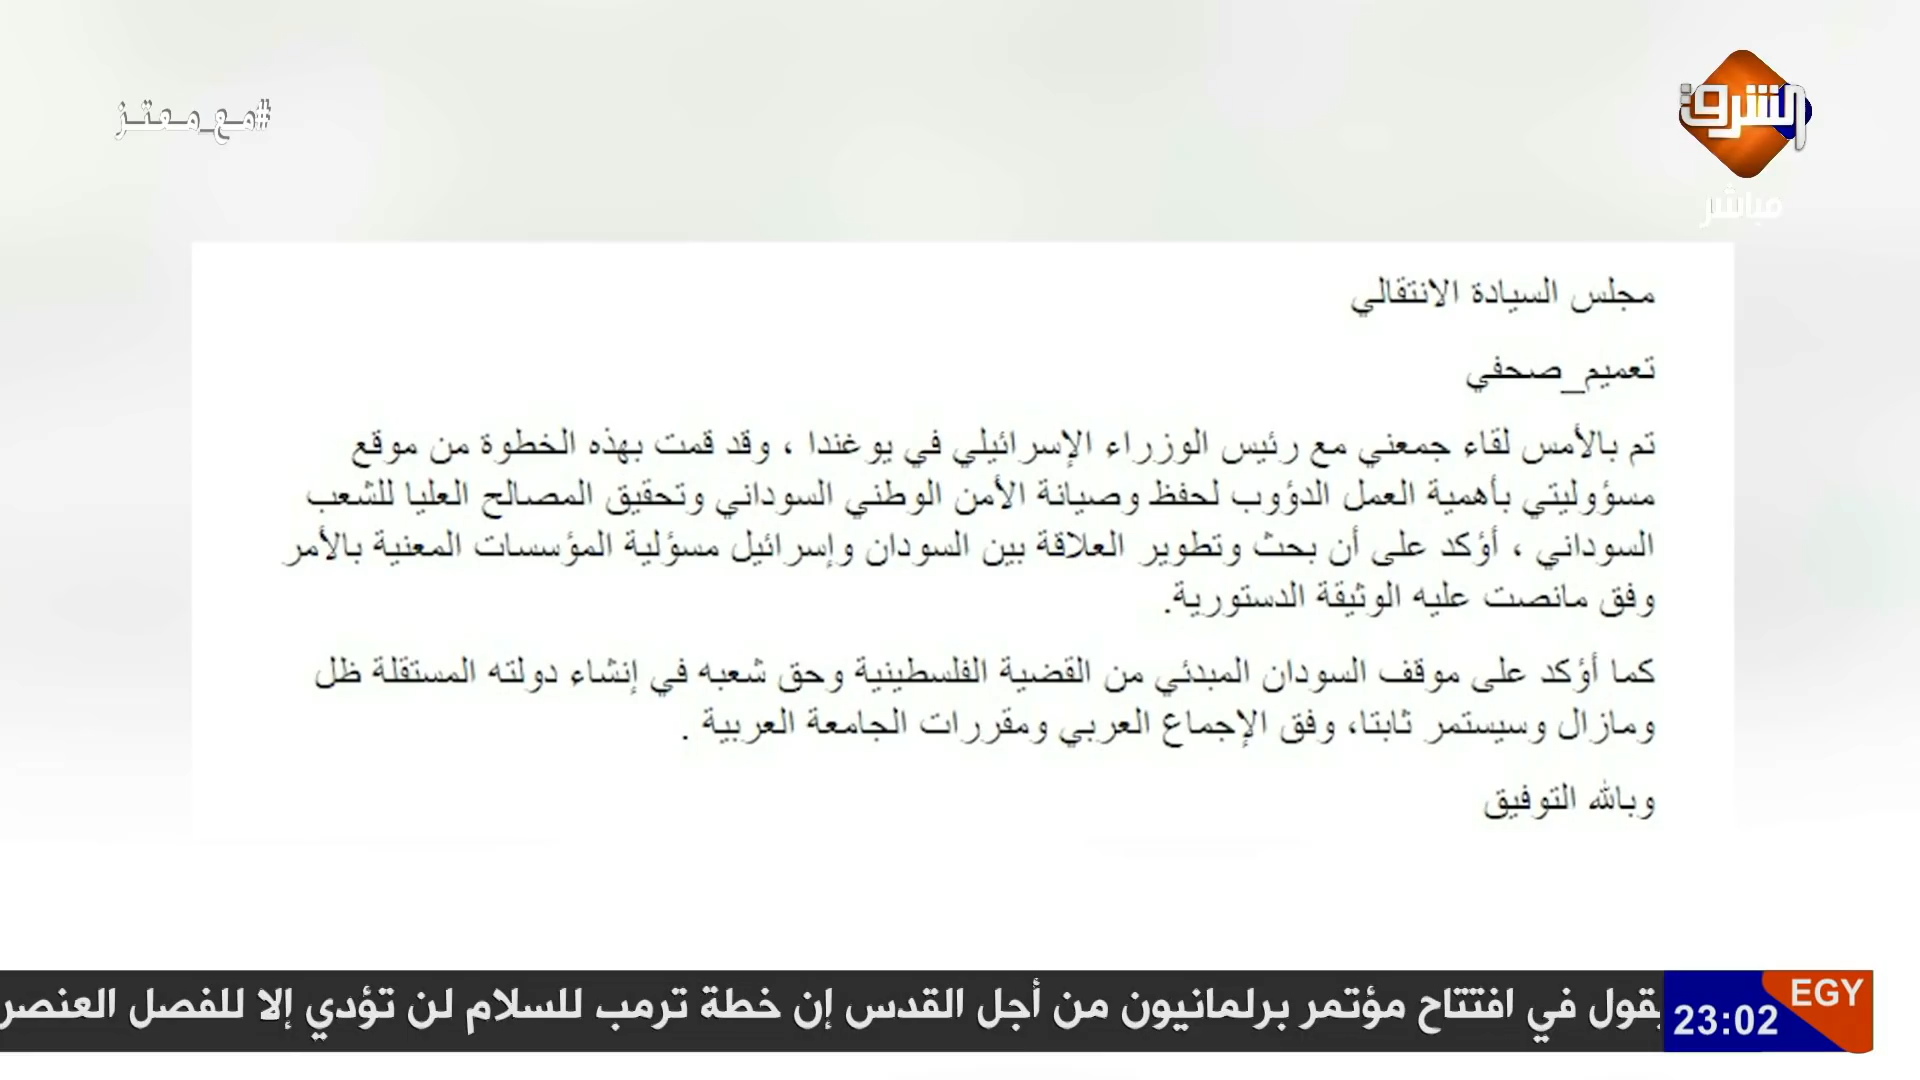 #مع_معتز
الشرق
مباشر
مجلس السيادة الانتقالي
تعميم_صحفي
تم بالأمس لقاء جمعني مع رئيس الوزراء الإسرائيلي في يوغندا ، وقد قمت بهذه الخطوة من موقع
مسؤوليتي بأهمية العمل الدؤوب لحفظ وصيانة الأمن الوطني السوداني وتحقيق المصالح العليا للشعب
السوداني ، أؤكد على أن بحث وتطوير العلاقة بين السودان وإسرائيل مسؤلية المؤسسات المعنية بالأمر
وفق مانصت عليه الوثيقة الدستورية.
كما أؤكد على موقف السودان المبدئي من القضية الفلسطينية وحق شعبه في إنشاء دولته المستقلة ظل
ومازال وسيستمر ثابتا، وفق الإجماع العربي ومقررات الجامعة العربية .
وبالله التوفيق
يقول في افتتاح مؤتمر برلمانيون من أجل القدس إن خطة ترمب للسلام لن تؤدي إلا للفصل العنصر
EGY
23:02